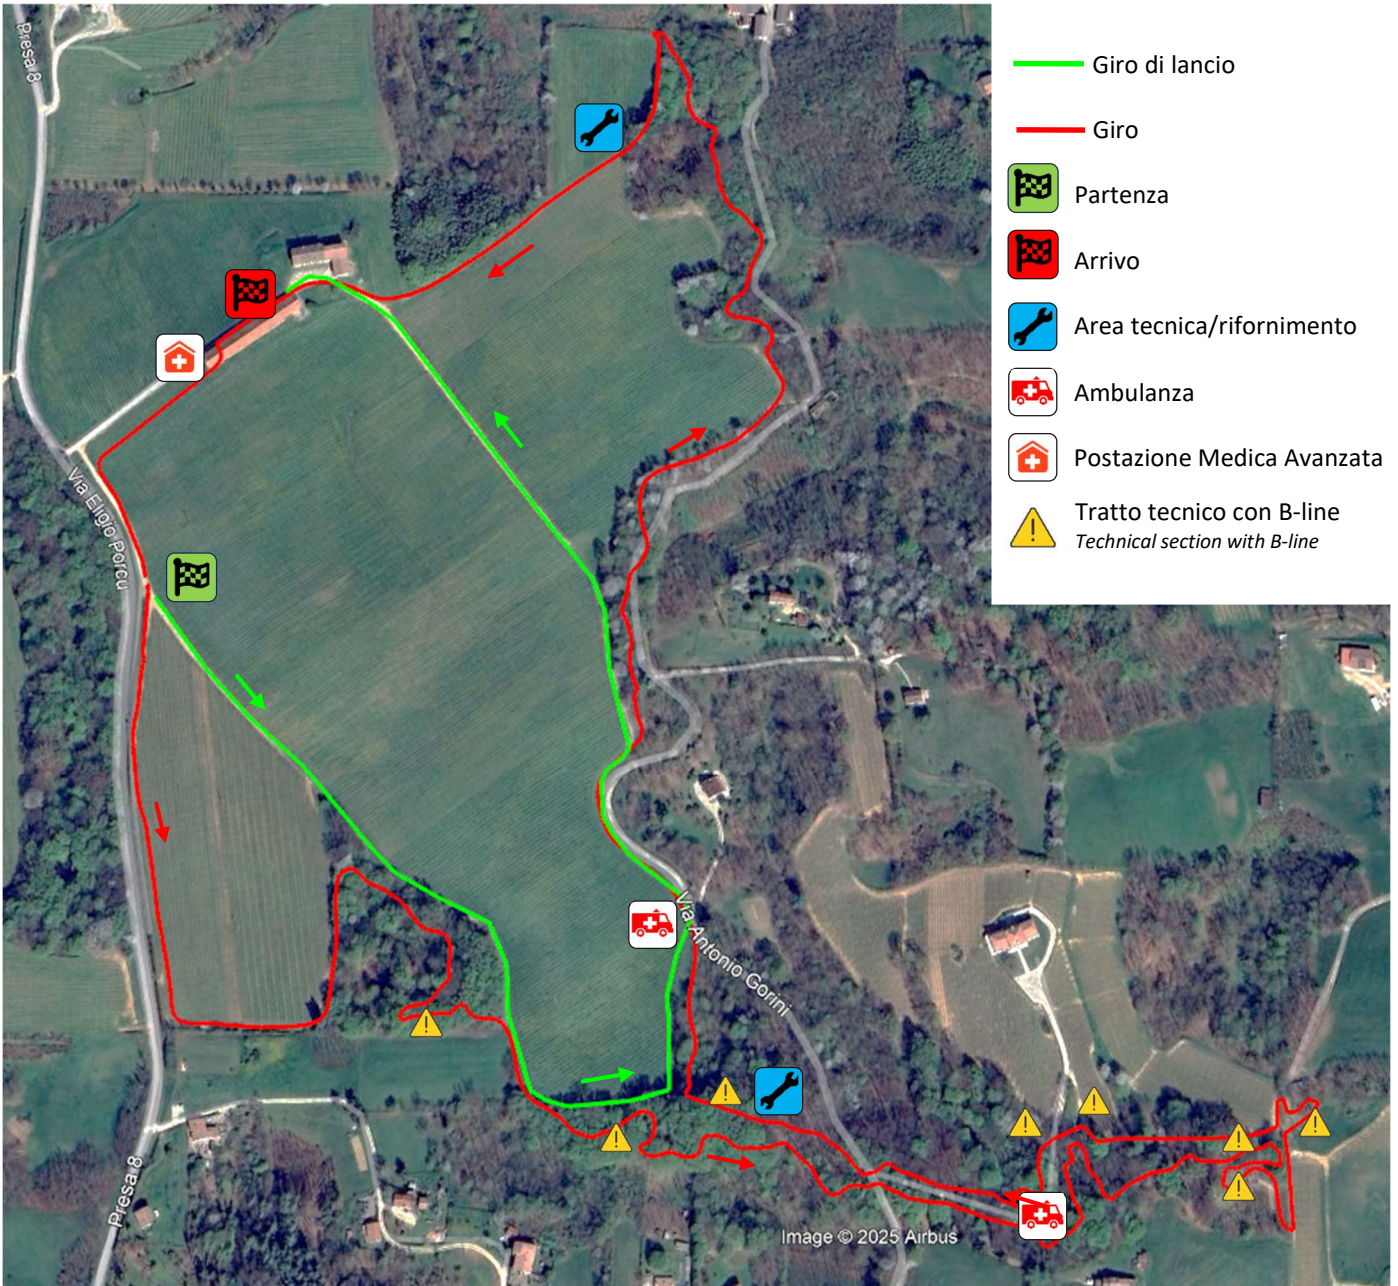 Giro di lancio
Giro
Partenza
Arrivo
Area tecnica/rifornimento
Ambulanza
Postazione Medica Avanzata
Tratto tecnico con B-line
Technical section with B-line
Presa 8
Via Eligio Porcu
Via Antonio Gorini
Presa 8
Image © 2025 Airbus